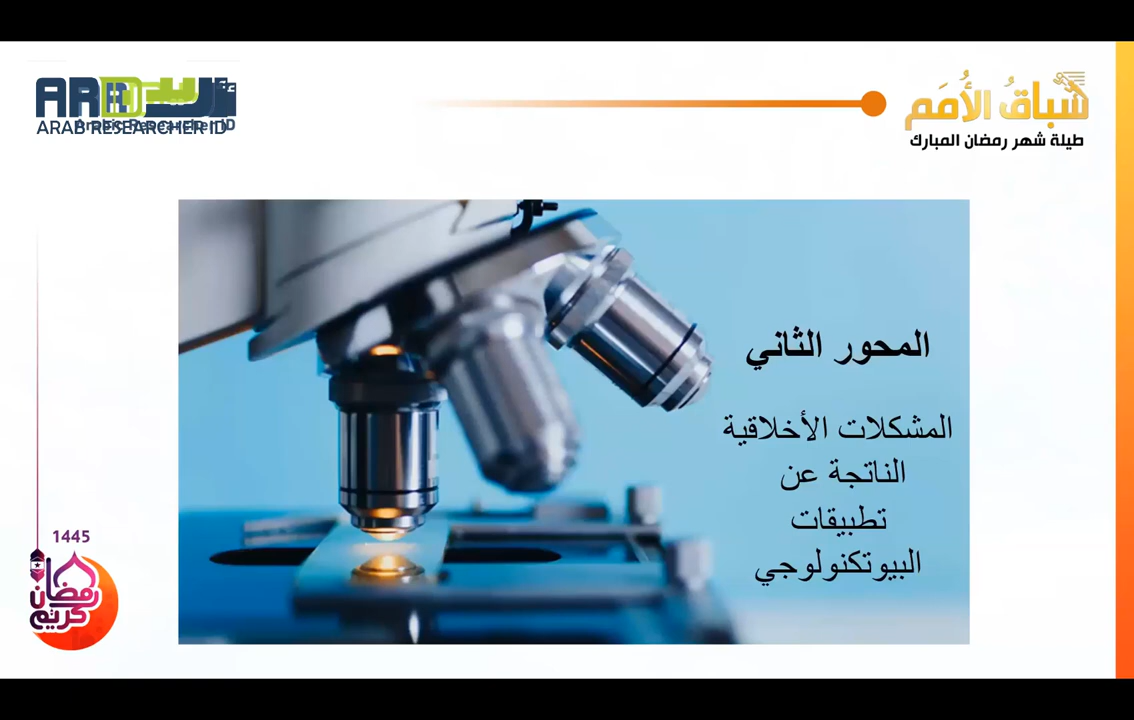 سباق الأمم
طيلة شهر رمضان المبارك
ARAB RESEARCHER ID
المحور الثاني
المشكلات الأخلاقية
الناتجة عن
تطبيقات
البيوتكنولوجي
1445
رمضان
كريم